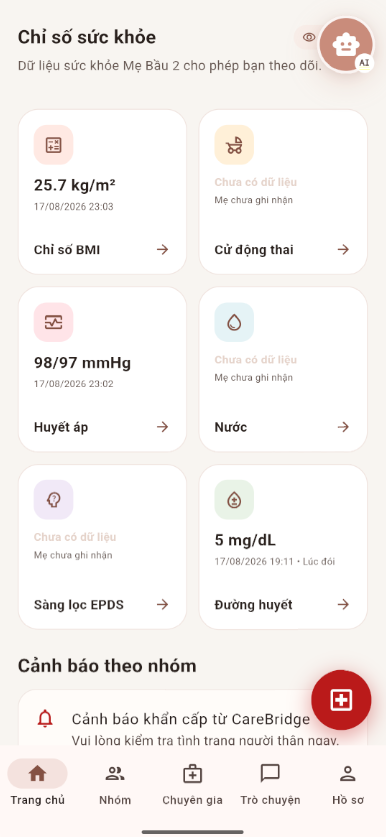 Chỉ số sức khỏe
AI
Dữ liệu sức khỏe Mẹ Bầu 2 cho phép bạn theo dõi.
25.7 kg/m²
17/08/2026 23:03
Chỉ số BMI
Chưa có dữ liệu
Mẹ chưa ghi nhận
Cử động thai
98/97 mmHg
17/08/2026 23:02
Huyết áp
Chưa có dữ liệu
Mẹ chưa ghi nhận
Nước
Chưa có dữ liệu
Mẹ chưa ghi nhận
Sàng lọc EPDS
5 mg/dL
17/08/2026 19:11 • Lúc đói
Đường huyết
Cảnh báo theo nhóm
Cảnh báo khẩn cấp từ CareBridge
Vui lòng kiểm tra tình trạng người thân ngay.
Trang chủ
Nhóm
Chuyên gia
Trò chuyện
Hồ sơ